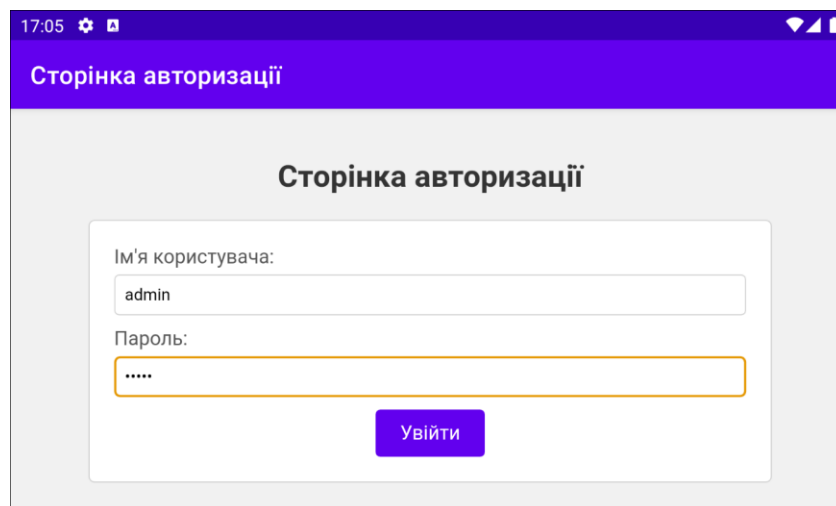 17:05
Сторінка авторизації
Сторінка авторизації
Ім'я користувача:
admin
Пароль:
•••••
Увійти